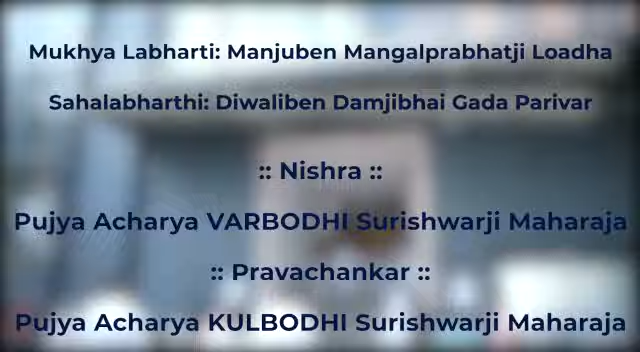 Mukhya Labharti: Manjuben Mangalprabhatji Loadha
Sahalabharthi: Diwaliben Damjibhai Gada Parivar
:: Nishra ::
Pujya Acharya VARBODHI Surishwarji Maharaja
:: Pravachankar ::
Pujya Acharya KULBODHI Surishwarji Maharaja